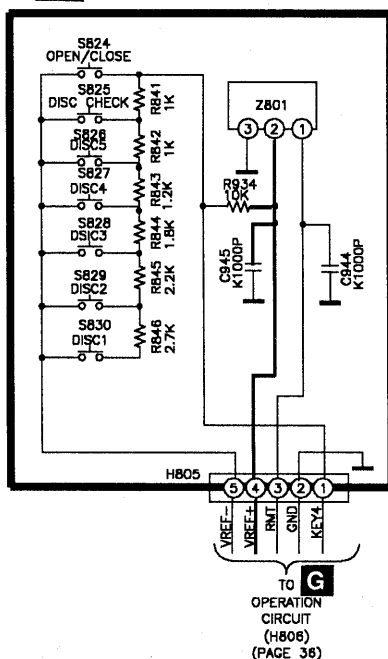 S824
OPEN/CLOSE
S825
DISC CHECK
S826
DISC5
S827
DISC4
S828
DSIC3
S829
DISC2
S830
DISC1
R841
1K
R842
1K
R843
1.2K
R844
1.8K
R845
2.2K
R846
2.7K
Z801
3 2 1
R934
10K
C945
K1000P
C944
K1000P
H805
5 4 3 2 1
VREF-
VREF+
RMT
GND
KEY4
TO G
OPERATION
CIRCUIT
(H806)
(PAGE 36)